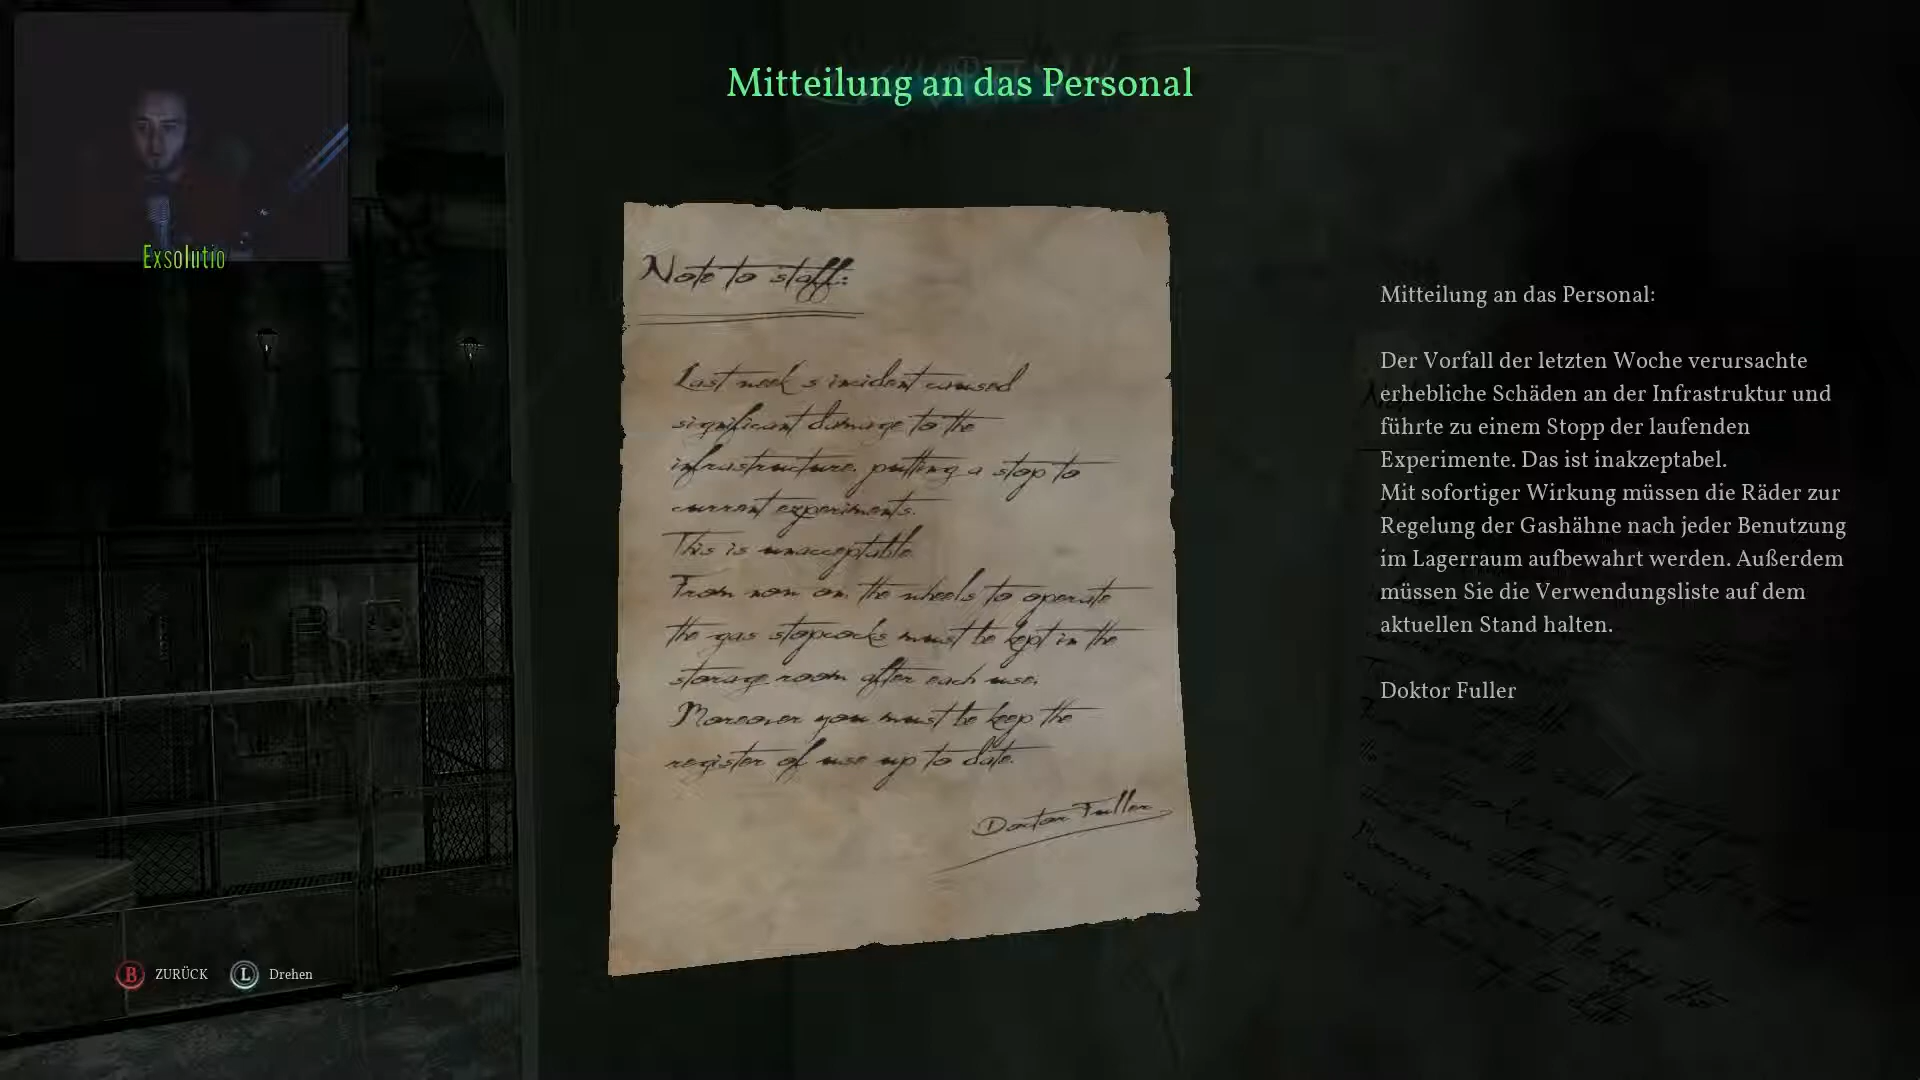 Mitteilung an das Personal
Exsolutio
Note to staff:
Last week s incident caused
significant damage to the
infrastructure, putting a stop to
current experiments.
This is unacceptable.
From now on, the wheels to operate
the gas stopcocks must be kept in the
storage room after each use.
Moreover you must be keep the
register of use up to date.
Doctor Fuller
Mitteilung an das Personal:
Der Vorfall der letzten Woche verursachte
erhebliche Schäden an der Infrastruktur und
führte zu einem Stopp der laufenden
Experimente. Das ist inakzeptabel.
Mit sofortiger Wirkung müssen die Räder zur
Regelung der Gashähne nach jeder Benutzung
im Lagerraum aufbewahrt werden. Außerdem
müssen Sie die Verwendungsliste auf dem
aktuellen Stand halten.
Doktor Fuller
B ZURÜCK L Drehen